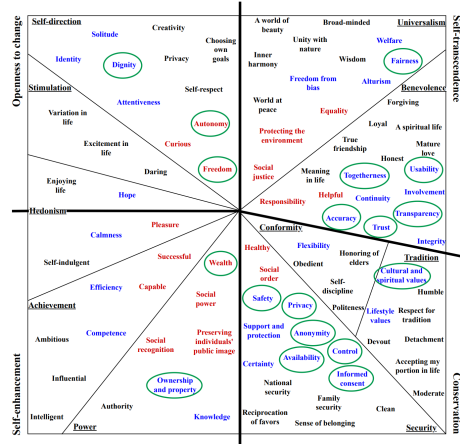 Openness to change
Self-direction
Solitude
Creativity
Choosing
own
goals
Identity
Dignity
Privacy
Stimulation
Self-respect
Attentiveness
Variation in
life
Autonomy
Curious
Excitement in
life
Daring
Freedom
Enjoying
life
Hope
Self-transcendence
A world of
beauty
Broad-minded
Universalism
Unity with
nature
Welfare
Inner
harmony
Wisdom
Fairness
Freedom from
bias
Alturism
Benevolence
World at
peace
Equality
Forgiving
Protecting the
environment
Loyal
A spiritual life
True
friendship
Mature
love
Honest
Social
justice
Meaning in
life
Togetherness
Usability
Responsibility
Helpful
Continuity
Involvement
Accuracy
Trust
Transparency
Integrity
Hedonism
Pleasure
Calmness
Self-indulgent
Successful
Wealth
Efficiency
Capable
Achievement
Social
power
Competence
Ambitious
Social
recognition
Preserving
individuals'
public image
Influential
Ownership
and property
Authority
Intelligent
Knowledge
Power
Self-enhancement
Conformity
Healthy
Flexibility
Honoring of
elders
Tradition
Obedient
Social
order
Cultural and
spiritual values
Self-
discipline
Humble
Safety
Privacy
Politeness
Lifestyle
values
Respect for
tradition
Support and
protection
Anonymity
Devout
Detachment
Availability
Control
Certainty
Accepting my
portion in life
Informed
consent
National
security
Moderate
Family
security
Reciprocation
of favors
Clean
Sense of belonging
Security
Conservation